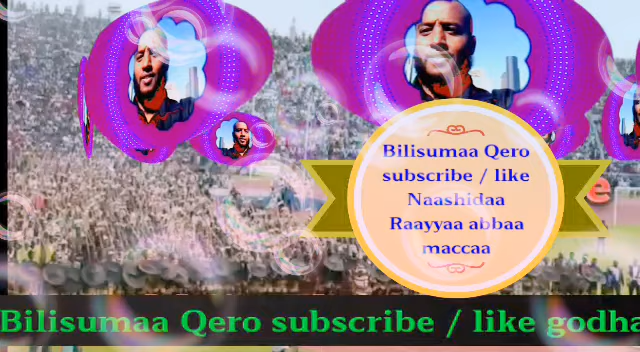 Bilisumaa Qero
subscribe / like
Naashidaa
Raayyaa abbaa
maccaa
e
Bilisumaa Qero subscribe / like godha